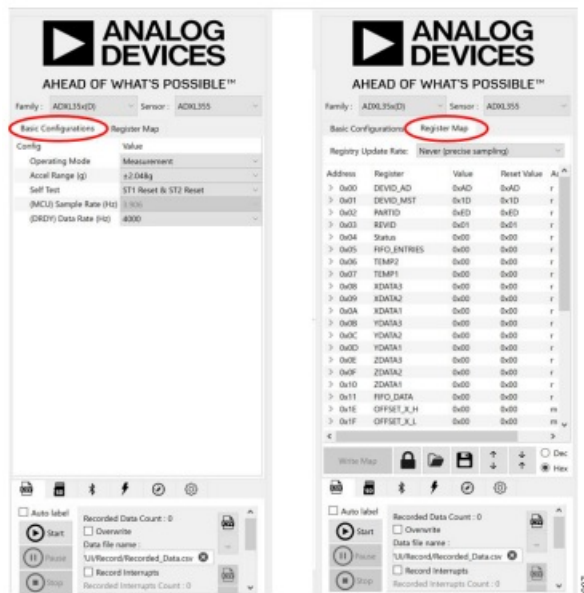 ANALOG
DEVICES
AHEAD OF WHAT'S POSSIBLE™
Family : ADXL35x(D) Sensor : ADXL355
Basic Configurations Register Map
Config Value
Operating Mode Measurement
Accel Range (g) ±2.048g
Self Test ST1 Reset & ST2 Reset
(MCU) Sample Rate (Hz) 3.906
(DRDY) Data Rate (Hz) 4000
Auto label
Start
Pause
Stop
Recorded Data Count : 0
Overwrite
Data file name :
'UI/Record/Recorded_Data.csv
Record Interrupts
Recorded Interrupts Count : 0
ANALOG
DEVICES
AHEAD OF WHAT'S POSSIBLE™
Family : ADXL35x(D) Sensor : ADXL355
Basic Configurations Register Map
Registry Update Rate: Never (precise sampling)
Address Register Value Reset Value
0x00 DEVID_AD 0xAD 0xAD r
0x01 DEVID_MST 0x1D 0x1D r
0x02 PARTID 0xED 0xED r
0x03 REVID 0x01 0x01 r
0x04 Status 0x00 0x00 r
0x05 FIFO_ENTRIES 0x00 0x00 r
0x06 TEMP2 0x00 0x00 r
0x07 TEMP1 0x00 0x00 r
0x08 XDATA3 0x00 0x00 r
0x09 XDATA2 0x00 0x00 r
0x0A XDATA1 0x00 0x00 r
0x0B YDATA3 0x00 0x00 r
0x0C YDATA2 0x00 0x00 r
0x0D YDATA1 0x00 0x00 r
0x0E ZDATA3 0x00 0x00 r
0x0F ZDATA2 0x00 0x00 r
0x10 ZDATA1 0x00 0x00 r
0x11 FIFO_DATA 0x00 0x00 r
0x1E OFFSET_X_H 0x00 0x00
0x1F OFFSET_X_L 0x00 0x00
Write Map
Dec
Hex
Auto label
Start
Pause
Stop
Recorded Data Count : 0
Overwrite
Data file name :
'UI/Record/Recorded_Data.csv
Record Interrupts
Recorded Interrupts Count : 0